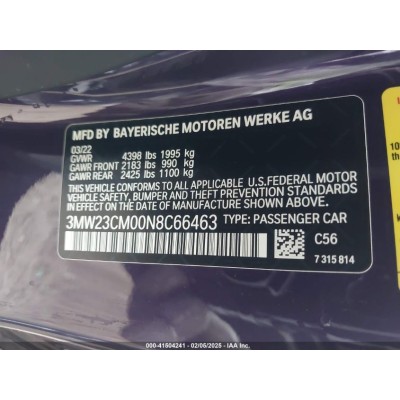 MFD BY BAYERISCHE MOTOREN WERKE AG
03/22
GVWR 4398 lbs 1995 kg
GAWR FRONT 2183 lbs 990 kg
GAWR REAR 2425 lbs 1100 kg
THIS VEHICLE CONFORMS TO ALL APPLICABLE U.S. FEDERAL MOTOR
VEHICLE SAFETY, BUMPER, AND THEFT PREVENTION STANDARDS IN
EFFECT ON THE DATE OF MANUFACTURE SHOWN ABOVE.
3MW23CM00N8C66463 TYPE: PASSENGER CAR
C56
7 315 814
000-41504241 - 02/05/2025 - IAA Inc.